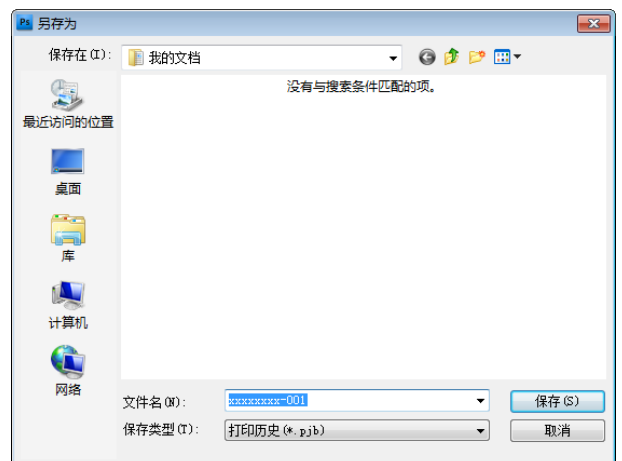 Ps 另存为
保存在(I): 我的文档
没有与搜索条件匹配的项。
最近访问的位置
桌面
库
计算机
网络
文件名(N): xxxxxxxx-001 保存(S)
保存类型(T): 打印历史(*.pjb) 取消